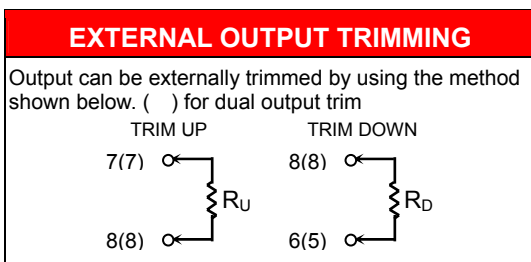 EXTERNAL OUTPUT TRIMMING
Output can be externally trimmed by using the method
shown below. (    ) for dual output trim
TRIM UP TRIM DOWN
7(7) 8(8)
RU RD
8(8) 6(5)